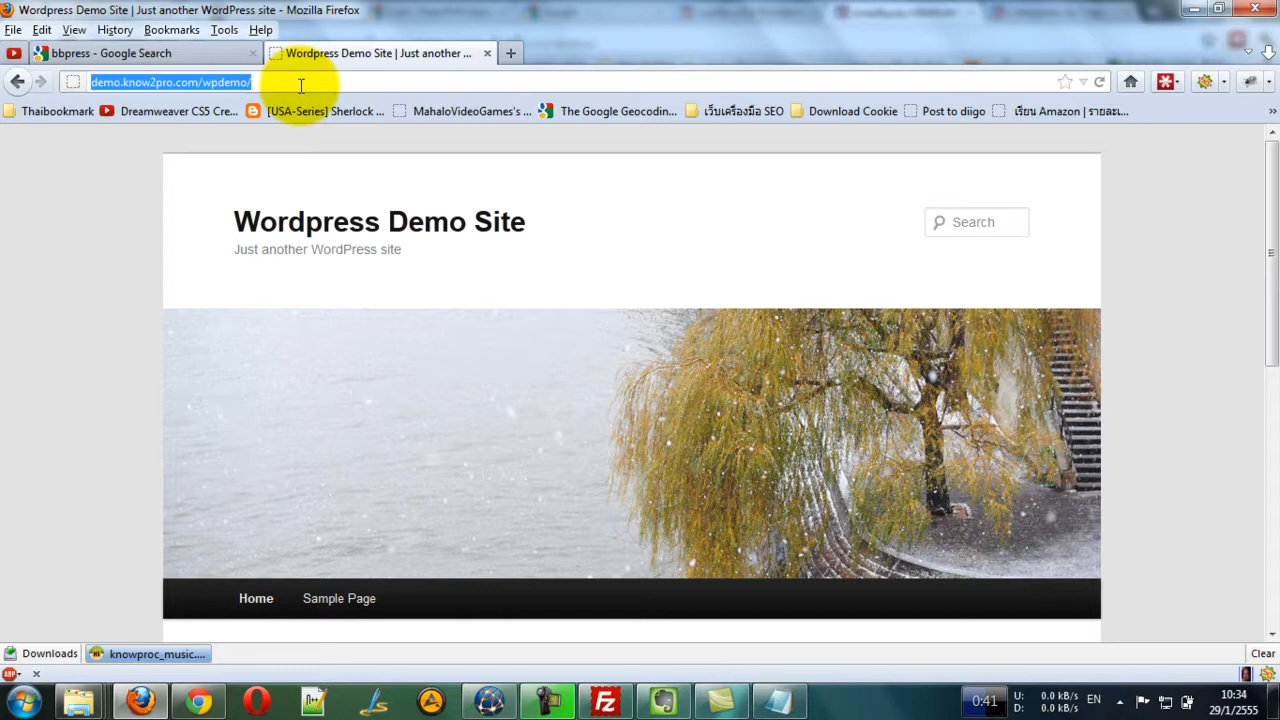 Wordpress Demo Site | Just another WordPress site - Mozilla Firefox
File Edit View History Bookmarks Tools Help
bbpress - Google Search
Wordpress Demo Site | Just another ...
demo.know2pro.com/wpdemo/
Thaibookmark
Dreamweaver CS5 Cre...
[USA-Series] Sherlock ...
MahaloVideoGames's ...
The Google Geocodin...
เว็บเครื่องมือ SEO
Download Cookie
Post to diigo
เรียน Amazon | รายละ...
Wordpress Demo Site
Search
Just another WordPress site
Home Sample Page
Downloads
knowproc_music....
Clear
ABP
0:41
U: 0.0 kB/s
D: 0.0 kB/s
EN
10:34
29/1/2555